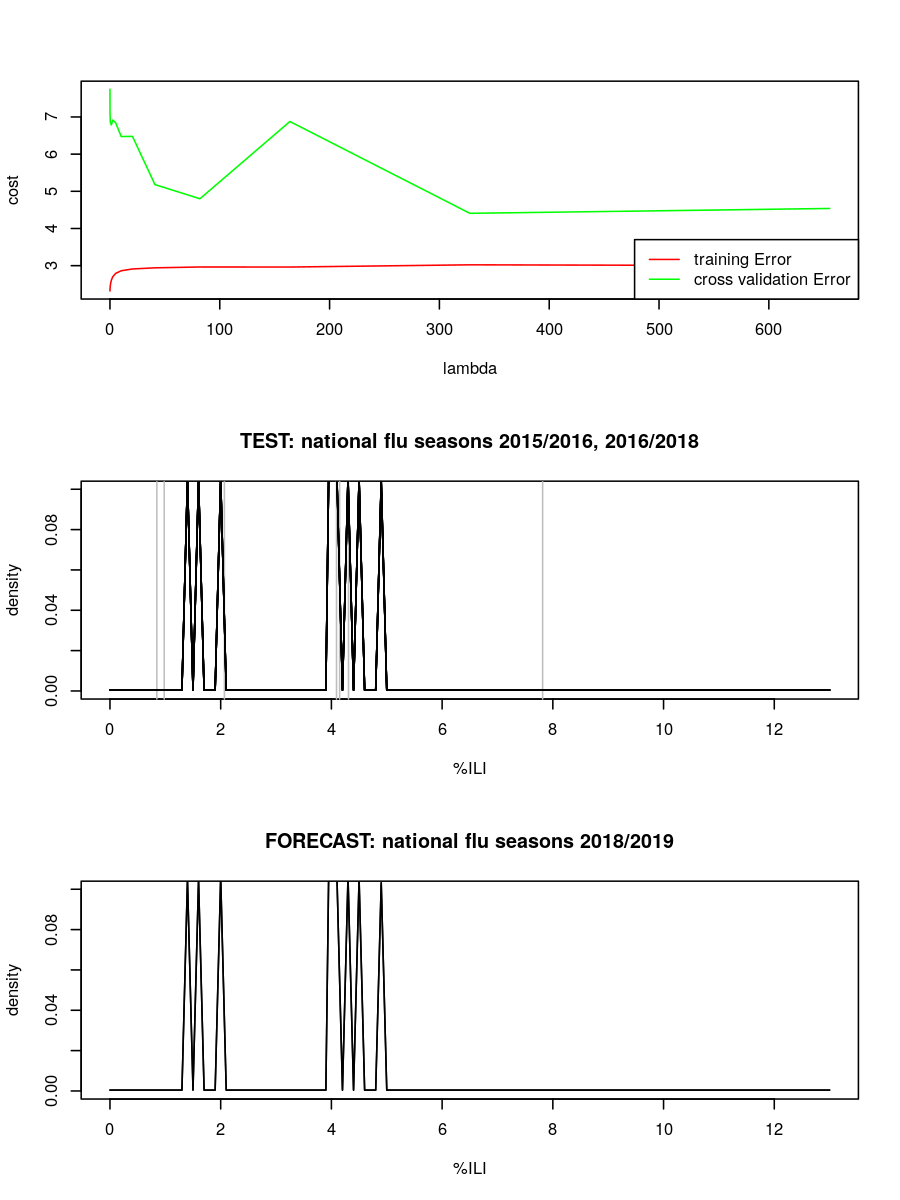 7
6
5
4
3
cost
training Error
cross validation Error
0 100 200 300 400 500 600
lambda
TEST: national flu seasons 2015/2016, 2016/2018
0.08
0.04
0.00
density
0 2 4 6 8 10 12
%ILI
FORECAST: national flu seasons 2018/2019
0.08
0.04
0.00
density
0 2 4 6 8 10 12
%ILI